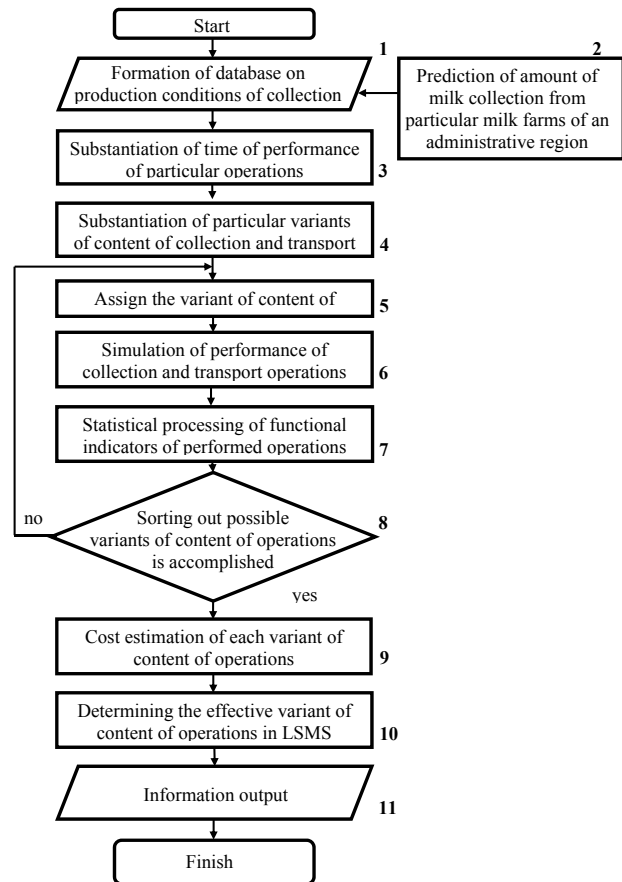 Start
1
Formation of database on
production conditions of collection
2
Prediction of amount of
milk collection from
particular milk farms of an
administrative region
Substantiation of time of performance
of particular operations
3
Substantiation of particular variants
of content of collection and transport
4
Assign the variant of content of
5
Simulation of performance of
collection and transport operations
6
Statistical processing of functional
indicators of performed operations
7
no
Sorting out possible
variants of content of operations
is accomplished
8
yes
Cost estimation of each variant of
content of operations
9
Determining the effective variant of
content of operations in LSMS
10
Information output
11
Finish